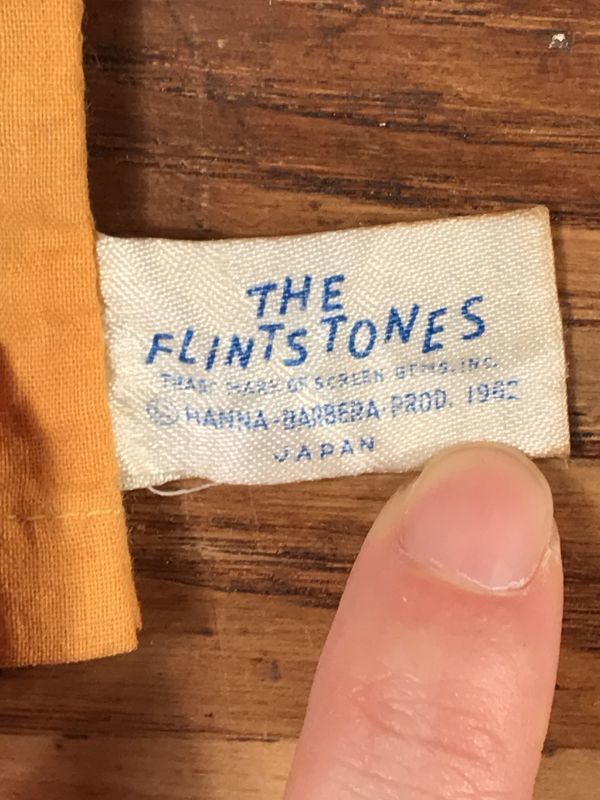 THE
FLINTSTONES
TRADE MARK OF SCREEN GEMS, INC.
© HANNA-BARBERA PROD. 1962
JAPAN